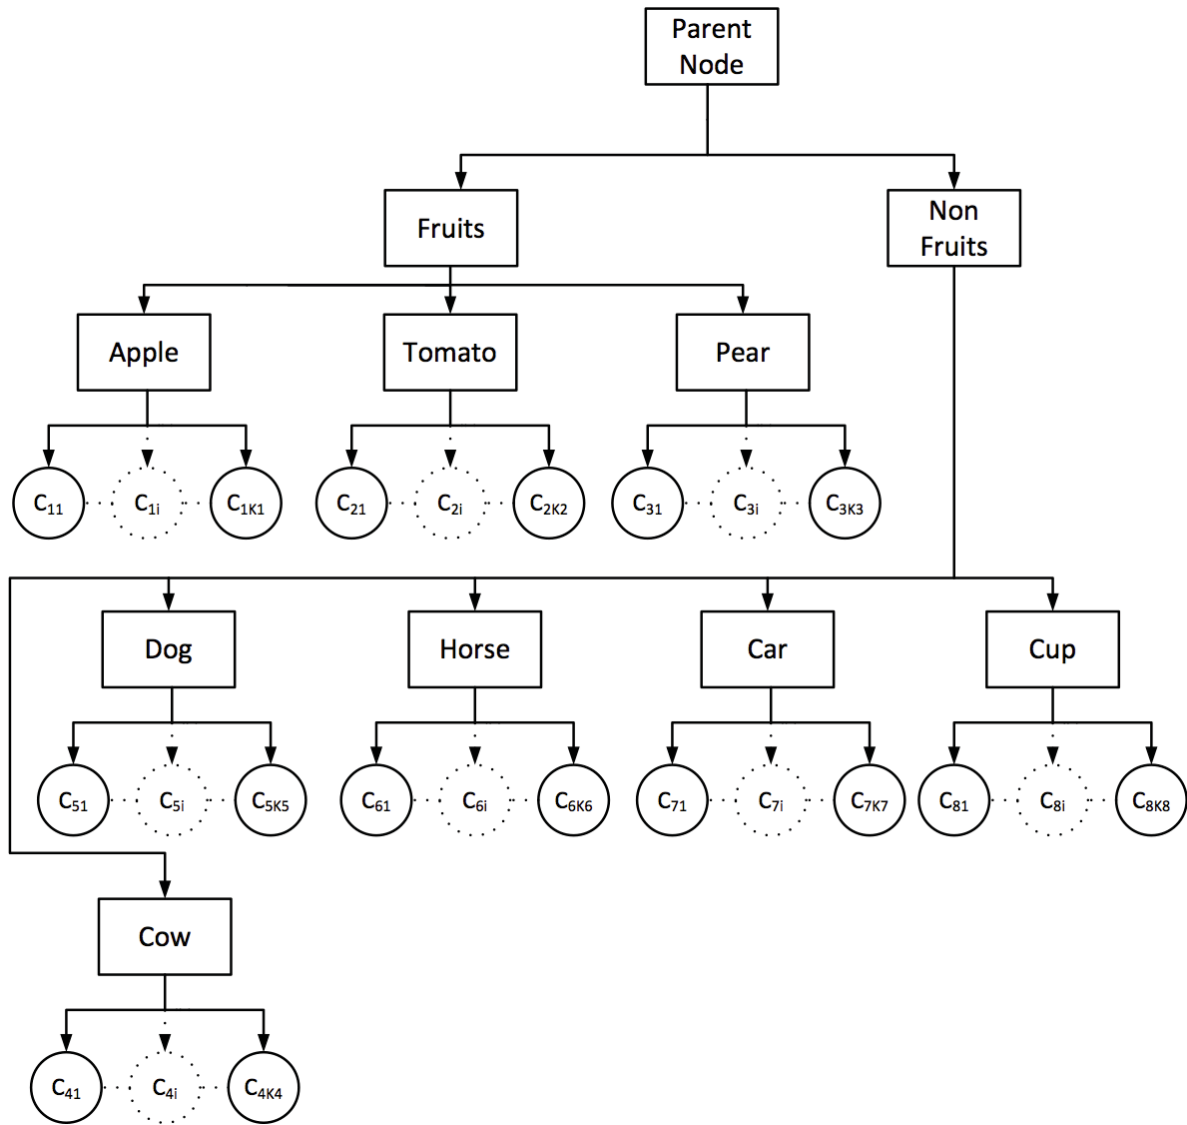 Parent
Node
Fruits
Non
Fruits
Apple
Tomato
Pear
C11
C1i
C1K1
C21
C2i
C2K2
C31
C3i
C3K3
Dog
Horse
Car
Cup
C51
C5i
C5K5
C61
C6i
C6K6
C71
C7i
C7K7
C81
C8i
C8K8
Cow
C41
C4i
C4K4